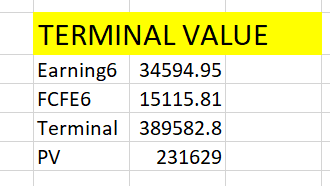 TERMINAL VALUE
Earning6 34594.95
FCFE6 15115.81
Terminal 389582.8
PV 231629